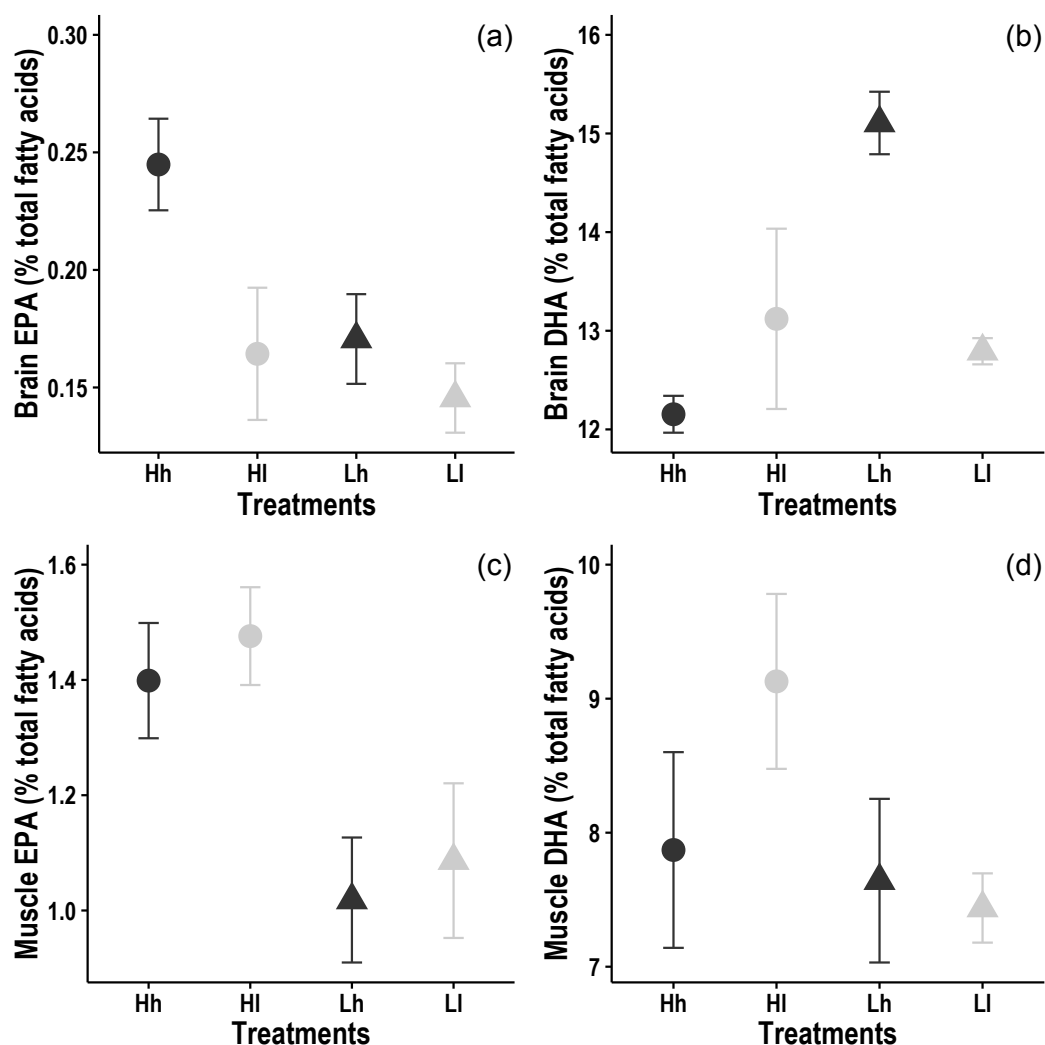 (a)
Brain EPA (% total fatty acids)
0.30
0.25
0.20
0.15
Hh Hl Lh Ll
Treatments
(b)
Brain DHA (% total fatty acids)
16
15
14
13
12
Hh Hl Lh Ll
Treatments
(c)
Muscle EPA (% total fatty acids)
1.6
1.4
1.2
1.0
Hh Hl Lh Ll
Treatments
(d)
Muscle DHA (% total fatty acids)
10
9
8
7
Hh Hl Lh Ll
Treatments